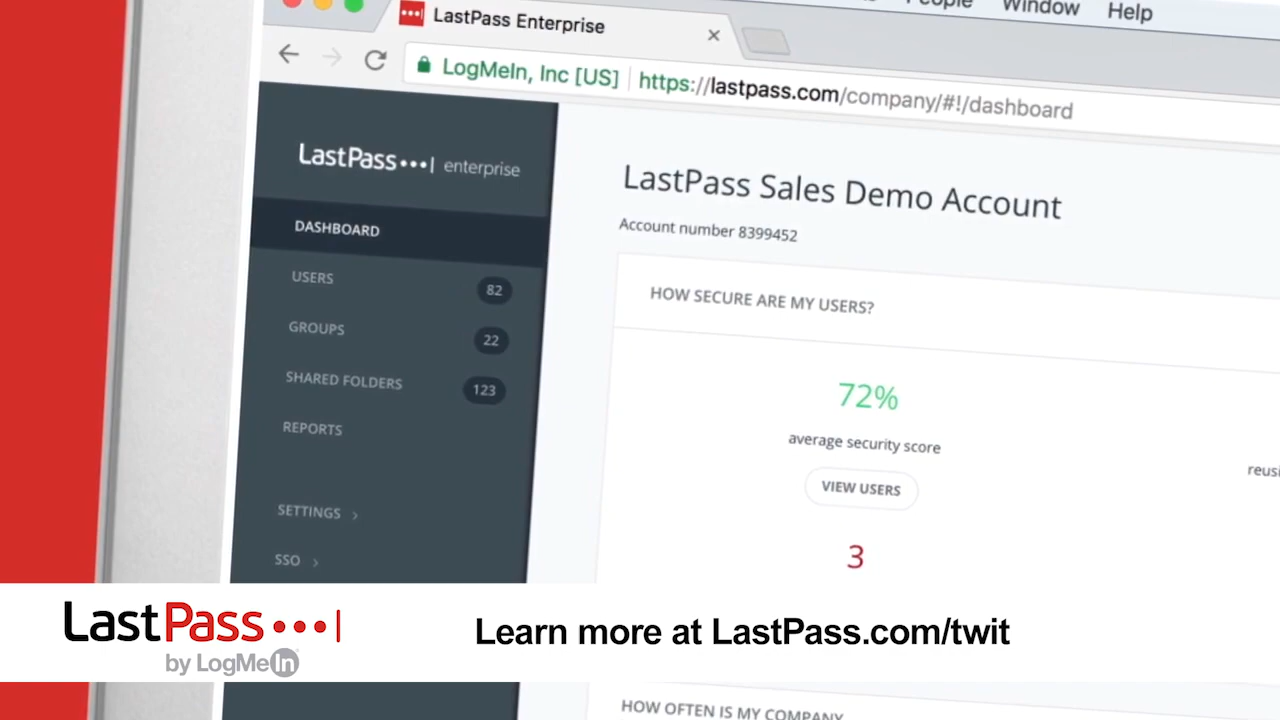 People Window Help
LastPass Enterprise
LogMeIn, Inc [US] https://lastpass.com/company/#!/dashboard
LastPass•••| enterprise
LastPass Sales Demo Account
Account number 8399452
DASHBOARD
USERS 82
GROUPS 22
SHARED FOLDERS 123
REPORTS
SETTINGS >
SSO >
HOW SECURE ARE MY USERS?
72%
average security score
VIEW USERS
3
LastPass•••|
by LogMeIn
Learn more at LastPass.com/twit
HOW OFTEN IS MY COMPANY